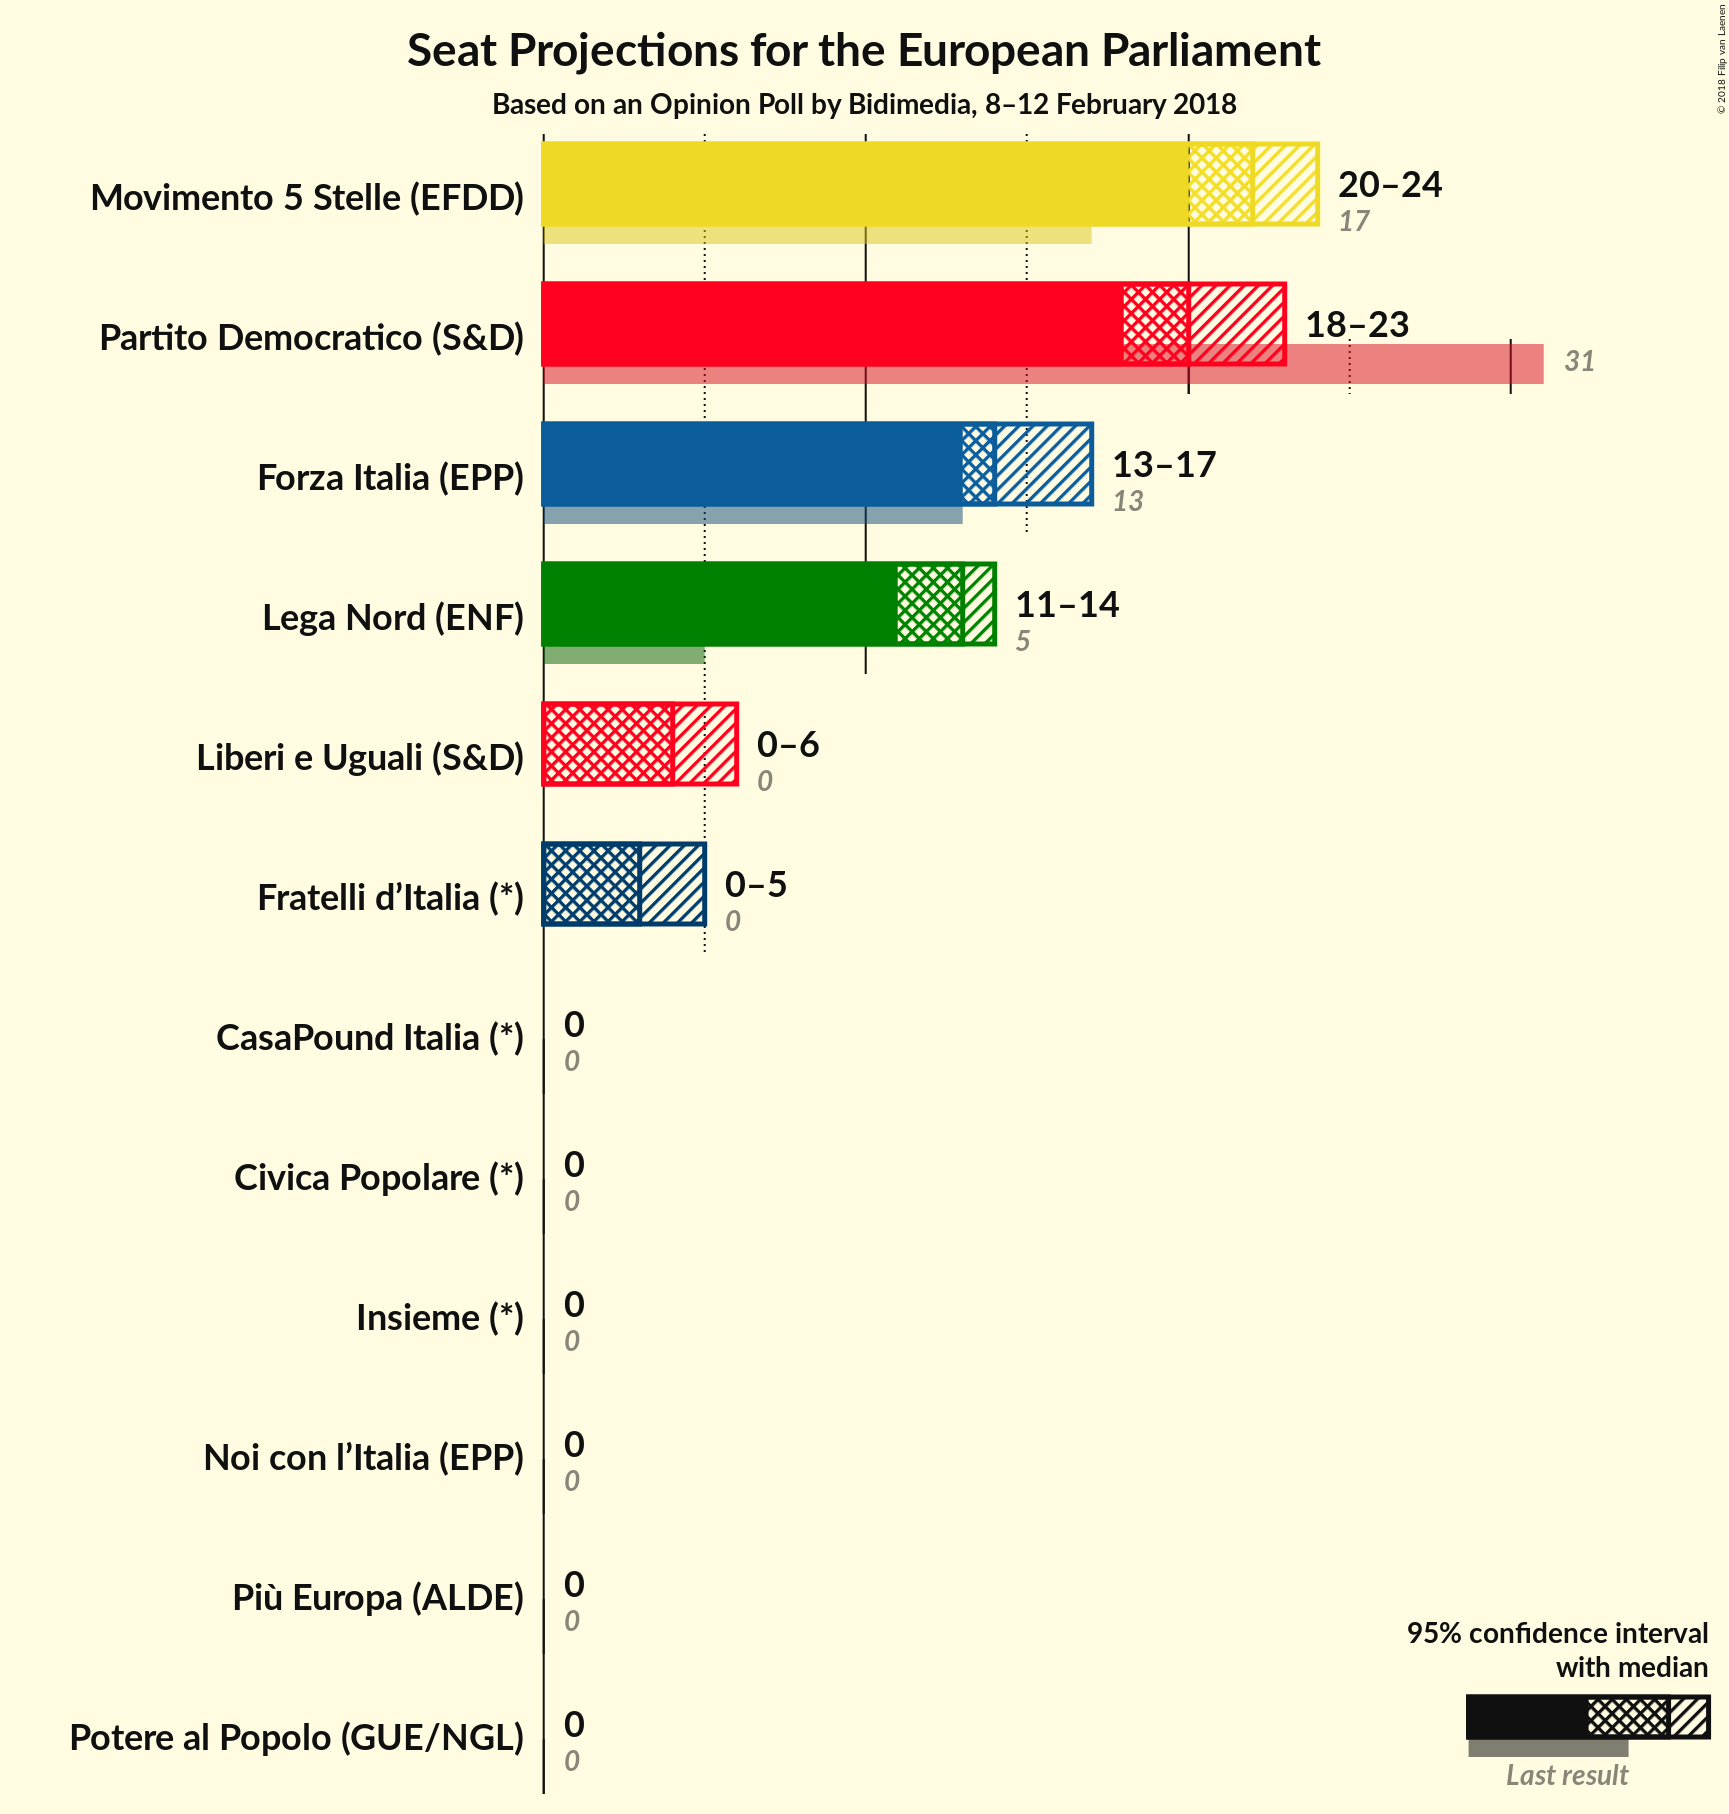 Seat Projections for the European Parliament
Based on an Opinion Poll by Bidimedia, 8–12 February 2018
© 2018 Filip van Laenen
Movimento 5 Stelle (EFDD)
20–24
17
Partito Democratico (S&D)
18–23
31
Forza Italia (EPP)
13–17
13
Lega Nord (ENF)
11–14
5
Liberi e Uguali (S&D)
0–6
0
Fratelli d’Italia (*)
0–5
0
CasaPound Italia (*)
0
0
Civica Popolare (*)
0
0
Insieme (*)
0
0
Noi con l’Italia (EPP)
0
0
Più Europa (ALDE)
0
0
Potere al Popolo (GUE/NGL)
0
0
95% confidence interval
with median
Last result